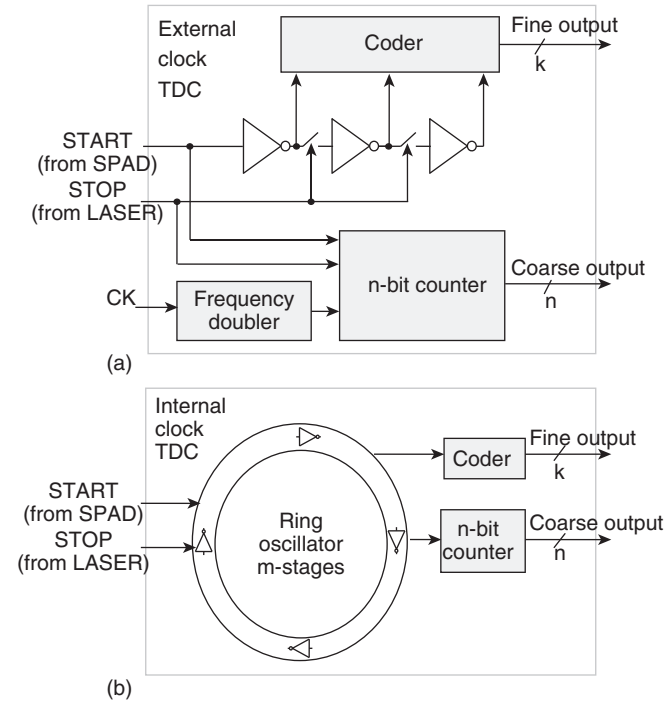 External
clock
TDC
Coder
Fine output
k
START
(from SPAD)
STOP
(from LASER)
n-bit counter
Coarse output
n
CK
Frequency
doubler
(a)
Internal
clock
TDC
Coder
Fine output
k
START
(from SPAD)
STOP
(from LASER)
Ring
oscillator
m-stages
n-bit
counter
Coarse output
n
(b)